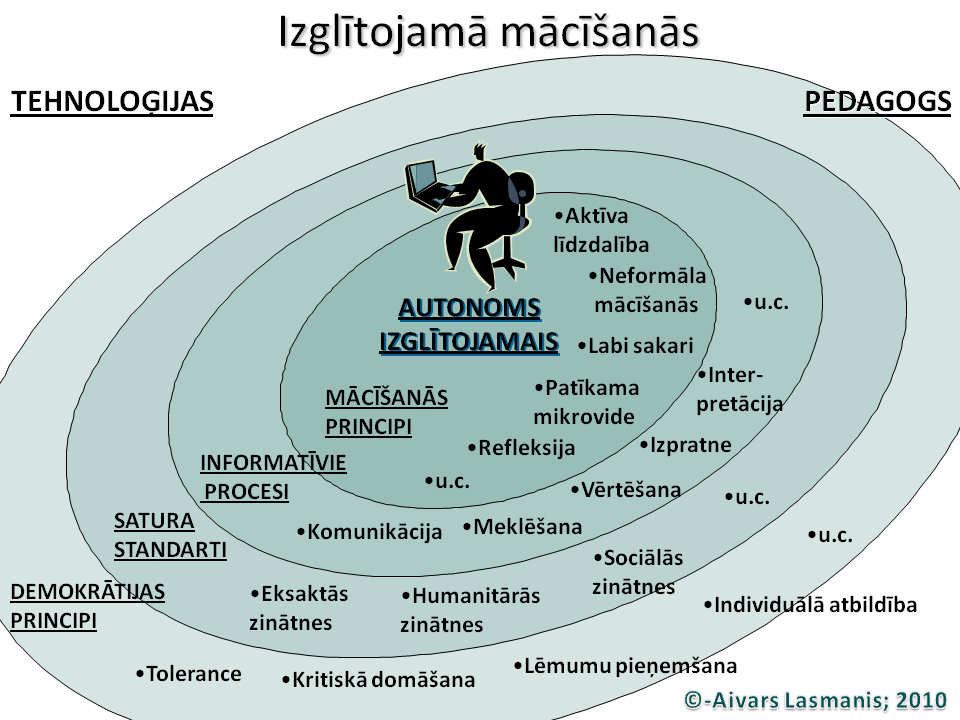 Izglītojamā mācīšanās
TEHNOLOĢIJAS
PEDAGOGS
•Aktīva
līdzdalība
•Neformāla
mācīšanās
•u.c.
AUTONOMS
IZGLĪTOJAMAIS
•Labi sakari
•Inter-
pretācija
•Patīkama
mikrovide
MĀCĪŠANĀS
PRINCIPI
•Refleksija
•Izpratne
INFORMATĪVIE
PROCESI
•u.c.
•Vērtēšana
•u.c.
SATURA
STANDARTI
•Komunikācija
•Meklēšana
•u.c.
•Sociālās
zinātnes
DEMOKRĀTIJAS
PRINCIPI
•Eksaktās
zinātnes
•Humanitārās
zinātnes
•Individuālā atbildība
•Tolerance
•Kritiskā domāšana
•Lēmumu pieņemšana
©-Aivars Lasmanis; 2010